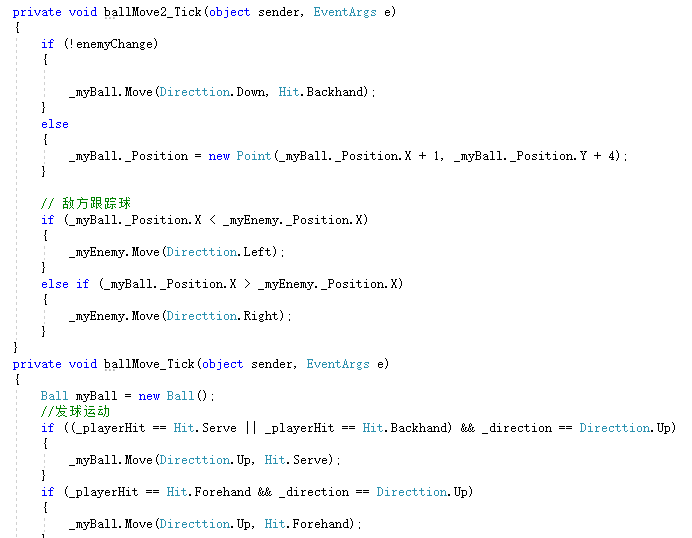 private void ballMove2_Tick(object sender, EventArgs e)
{
if (!enemyChange)
{
_myBall.Move(Directtion.Down, Hit.Backhand);
}
else
{
_myBall._Position = new Point(_myBall._Position.X + 1, _myBall._Position.Y + 4);
}
// 敌方跟踪球
if (_myBall._Position.X < _myEnemy._Position.X)
{
_myEnemy.Move(Directtion.Left);
}
else if (_myBall._Position.X > _myEnemy._Position.X)
{
_myEnemy.Move(Directtion.Right);
}
}
private void ballMove_Tick(object sender, EventArgs e)
{
Ball myBall = new Ball();
//发球运动
if ((_playerHit == Hit.Serve || _playerHit == Hit.Backhand) && _direction == Directtion.Up)
{
_myBall.Move(Directtion.Up, Hit.Serve);
}
if (_playerHit == Hit.Forehand && _direction == Directtion.Up)
{
_myBall.Move(Directtion.Up, Hit.Forehand);